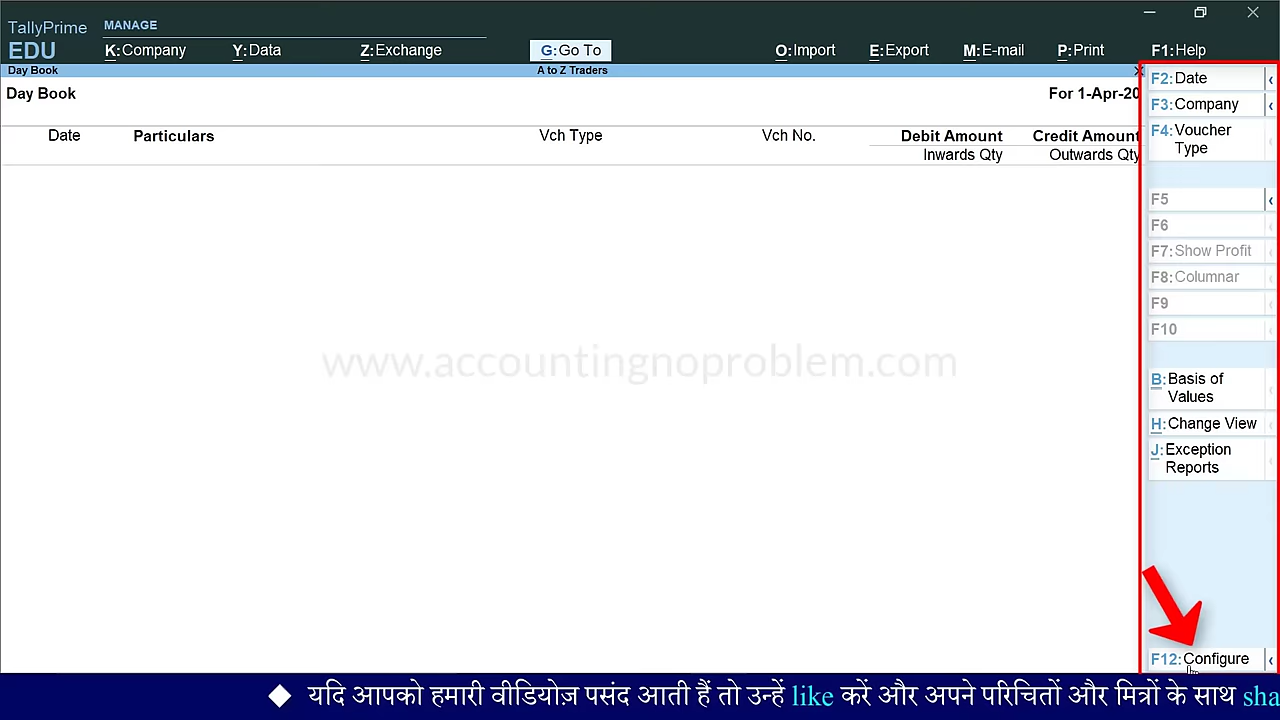 TallyPrime
MANAGE
EDU
K:Company
Y:Data
Z:Exchange
G:Go To
O:Import
E:Export
M:E-mail
P:Print
F1:Help
Day Book
A to Z Traders
Day Book
For 1-Apr-20
Date
Particulars
Vch Type
Vch No.
Debit Amount
Credit Amount
Inwards Qty
Outwards Qty
F2:Date
F3:Company
F4:Voucher
Type
F5
F6
F7:Show Profit
F8:Columnar
F9
F10
B:Basis of
Values
H:Change View
J:Exception
Reports
F12:Configure
www.accountingnoproblem.com
◆ यदि आपको हमारी वीडियोज़ पसंद आती हैं तो उन्हें like करें और अपने परिचितों और मित्रों के साथ sha